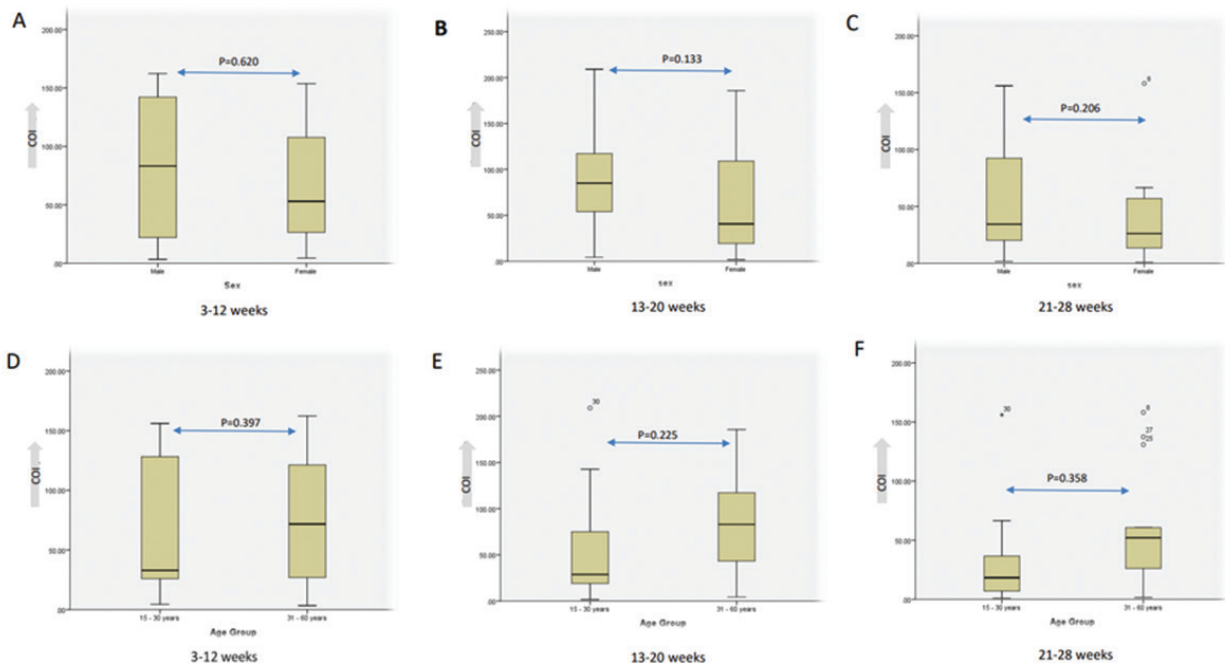 A
200.00
150.00
100.00
50.00
.00
COI
P=0.620
Male
Female
Sex
3-12 weeks
B
250.00
200.00
150.00
100.00
50.00
.00
COI
P=0.133
Male
Female
sex
13-20 weeks
C
200.00
150.00
100.00
50.00
.00
COI
P=0.206
8
Male
Female
sex
21-28 weeks
D
200.00
150.00
100.00
50.00
.00
COI
P=0.397
15 - 30 years
31 - 60 years
Age Group
3-12 weeks
E
250.00
200.00
150.00
100.00
50.00
.00
COI
30
P=0.225
15 - 30 years
31 - 60 years
Age Group
13-20 weeks
F
200.00
150.00
100.00
50.00
.00
COI
30
8
27
25
P=0.358
15 - 30 years
31 - 60 years
Age Group
21-28 weeks